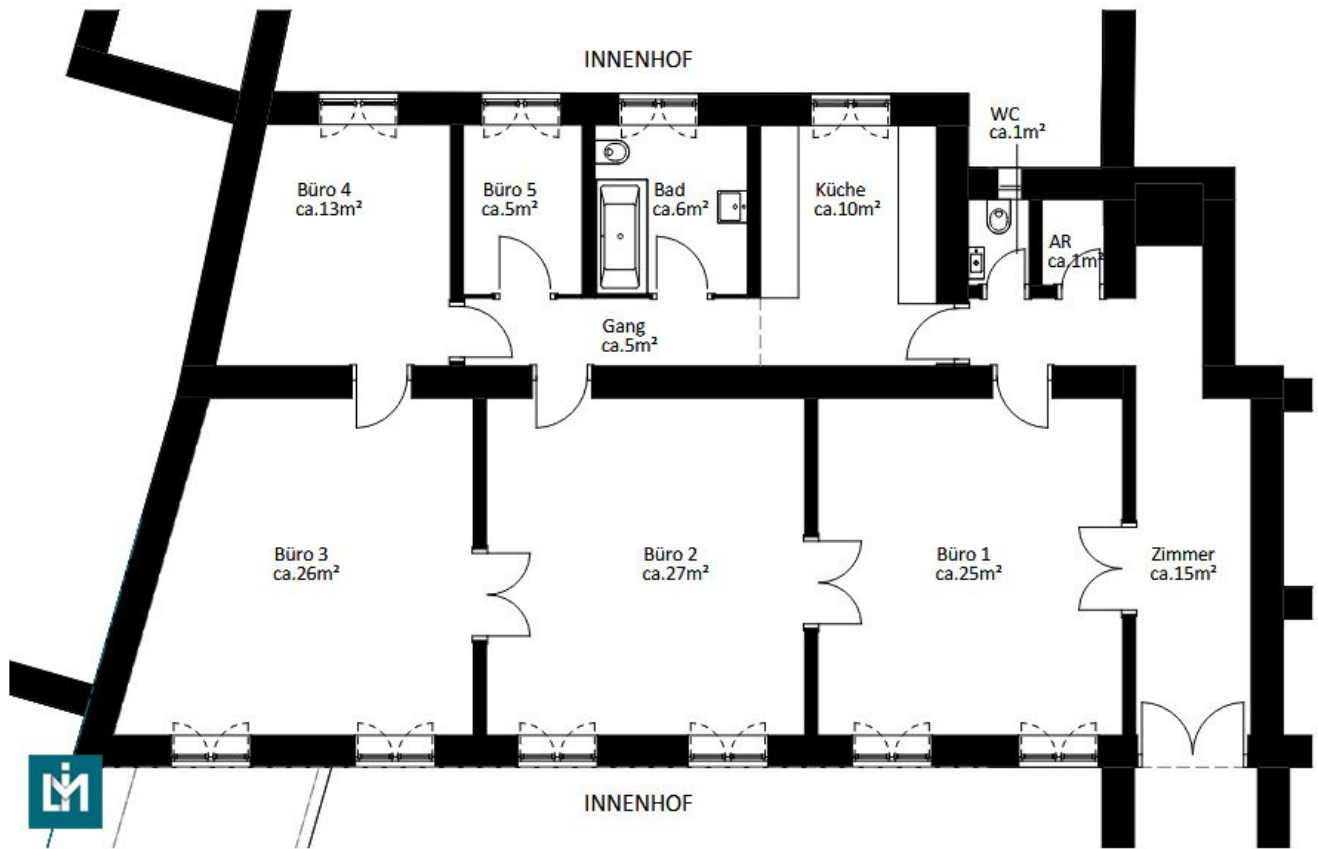 INNENHOF
WC
ca.1m²
Büro 4
ca.13m²
Büro 5
ca.5m²
Bad
ca.6m²
Küche
ca.10m²
AR
ca.1m²
Gang
ca.5m²
Büro 3
ca.26m²
Büro 2
ca.27m²
Büro 1
ca.25m²
Zimmer
ca.15m²
INNENHOF